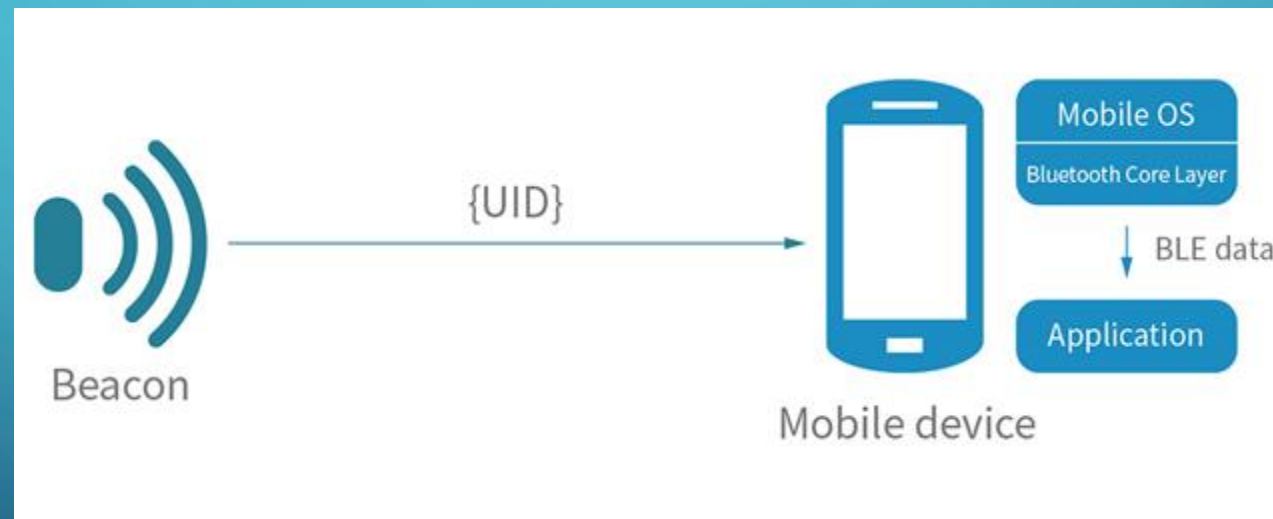 Beacon
{UID}
Mobile device
Mobile OS
Bluetooth Core Layer
BLE data
Application